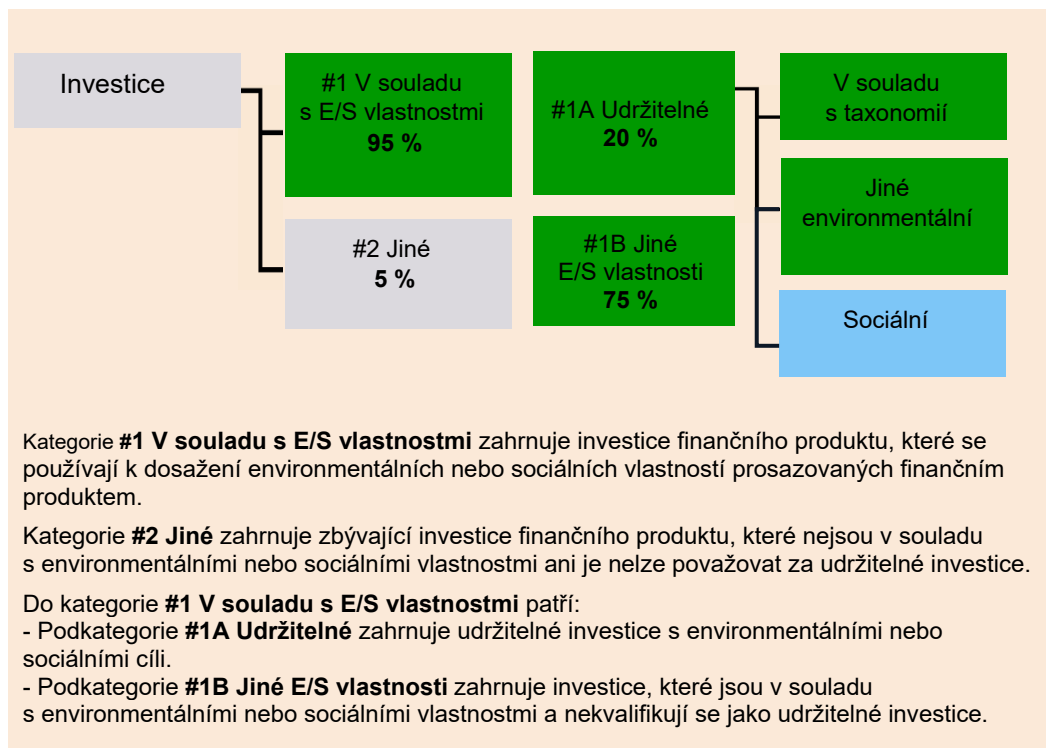 Investice
#1 V souladu
s E/S vlastnostmi
95 %
#2 Jiné
5 %
#1A Udržitelné
20 %
#1B Jiné
E/S vlastnosti
75 %
V souladu
s taxonomií
Jiné
environmentální
Sociální
Kategorie #1 V souladu s E/S vlastnostmi zahrnuje investice finančního produktu, které se
používají k dosažení environmentálních nebo sociálních vlastností prosazovaných finančním
produktem.
Kategorie #2 Jiné zahrnuje zbývající investice finančního produktu, které nejsou v souladu
s environmentálními nebo sociálními vlastnostmi ani je nelze považovat za udržitelné investice.
Do kategorie #1 V souladu s E/S vlastnostmi patří:
- Podkategorie #1A Udržitelné zahrnuje udržitelné investice s environmentálními nebo
sociálními cíli.
- Podkategorie #1B Jiné E/S vlastnosti zahrnuje investice, které jsou v souladu
s environmentálními nebo sociálními vlastnostmi a nekvalifikují se jako udržitelné investice.